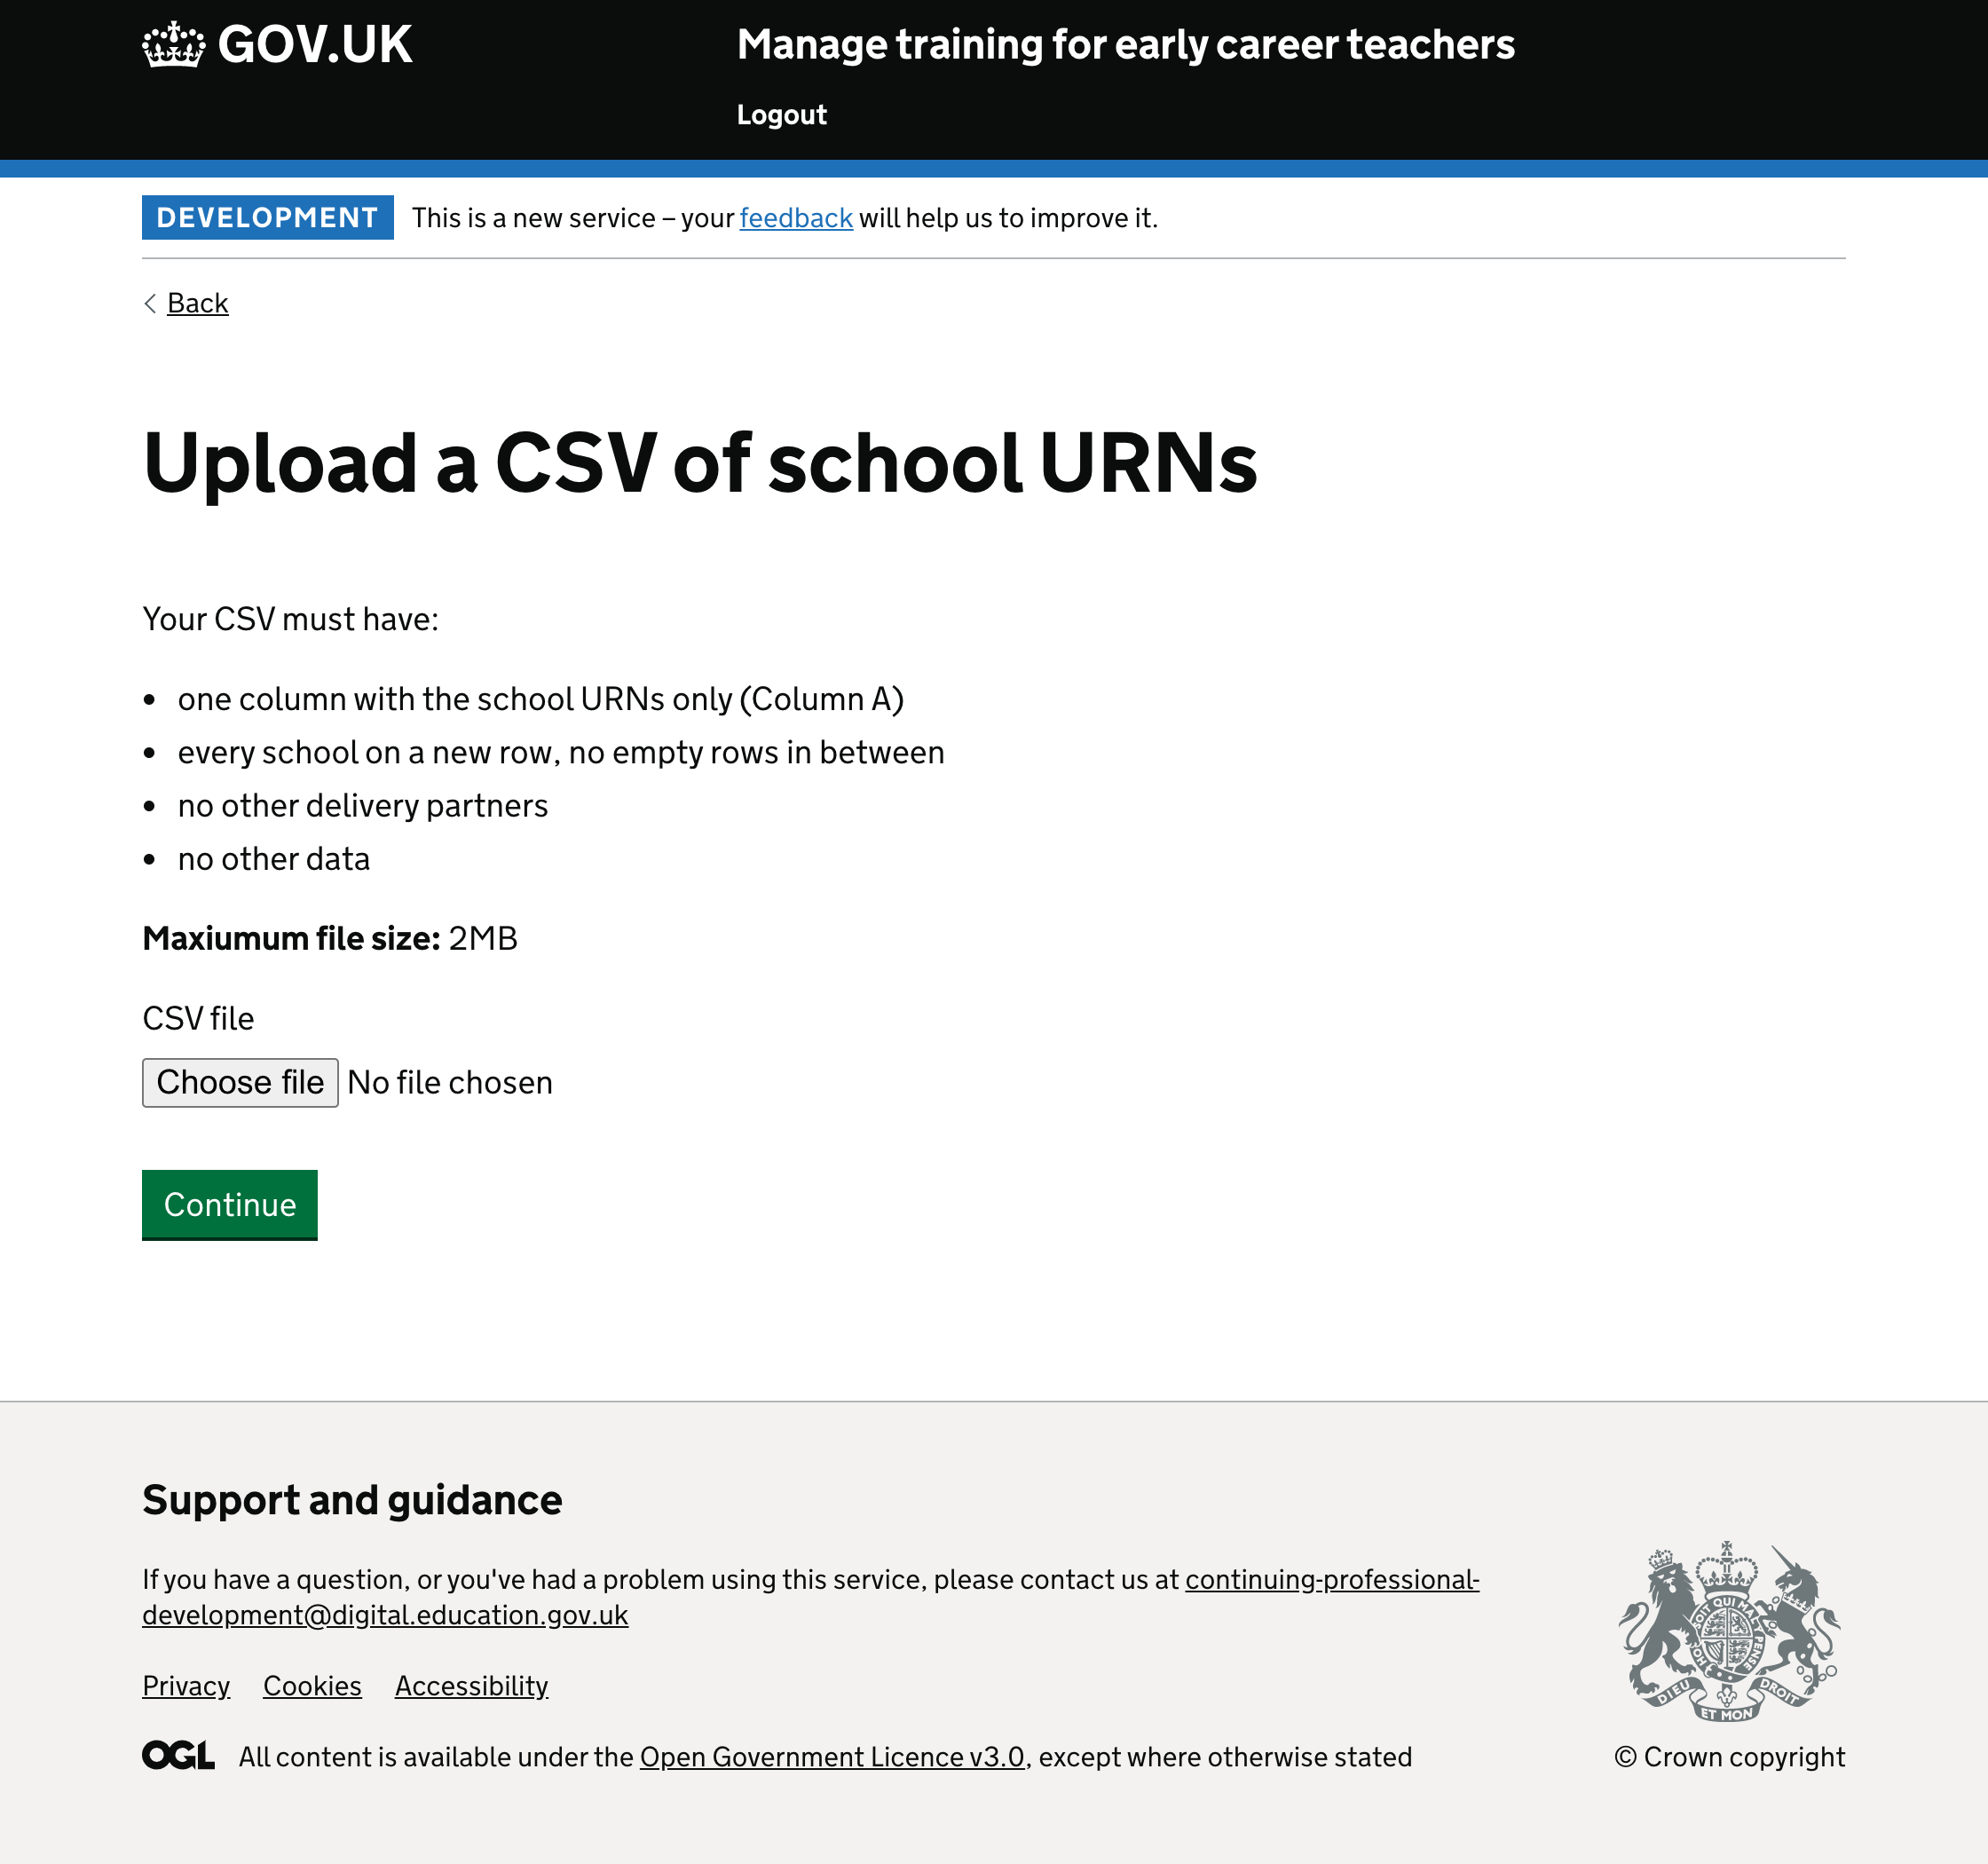 GOV.UK
Manage training for early career teachers
Logout
DEVELOPMENT This is a new service – your feedback will help us to improve it.
Back
Upload a CSV of school URNs
Your CSV must have:
• one column with the school URNs only (Column A)
• every school on a new row, no empty rows in between
• no other delivery partners
• no other data
Maxiumum file size: 2MB
CSV file
Choose file No file chosen
Continue
Support and guidance
If you have a question, or you've had a problem using this service, please contact us at continuing-professional-
development@digital.education.gov.uk
Privacy Cookies Accessibility
OGL All content is available under the Open Government Licence v3.0, except where otherwise stated
SOIT QUI MAL PENSE
DIEU ET MON DROIT
© Crown copyright